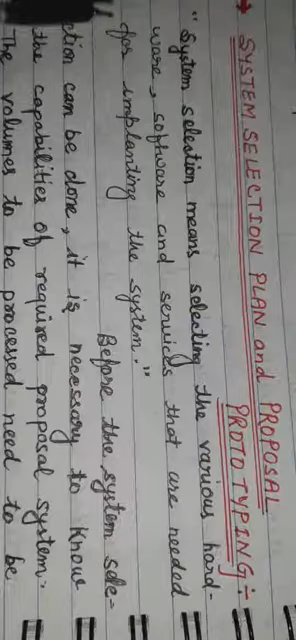 * SYSTEM SELECTION PLAN and PROPOSAL
PROTOTYPING:-
"System selection means selecting the various hard-
ware, software and services that are needed
for implanting the system."
Before the system sele-
ction can be done, it is necessary to know
the capabilities of required proposal system.
The volumes to be processed need to be